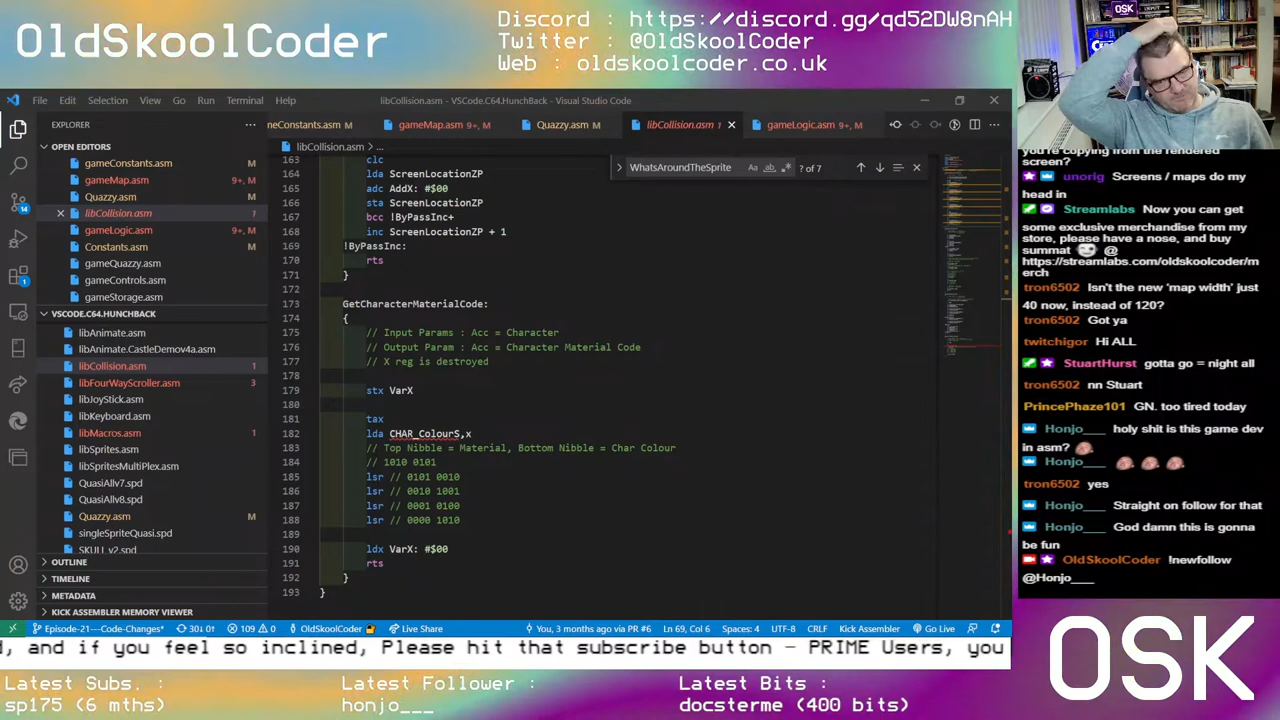 OldSkoolCoder
Discord : https://discord.gg/qd52DW8nAH
Twitter : @OldSkoolCoder
Web : oldskoolcoder.co.uk
OSK
File Edit Selection View Go Run Terminal Help
libCollision.asm - VSCode.C64.HunchBack - Visual Studio Code
EXPLORER
OPEN EDITORS
gameConstants.asm M
gameMap.asm 9+, M
Quazzy.asm M
libCollision.asm 1
gameLogic.asm 9+, M
Constants.asm M
gameQuazzy.asm
gameControls.asm
gameStorage.asm
VSCODE.C64.HUNCHBACK
libAnimate.asm
libAnimate.CastleDemov4a.asm
libCollision.asm 1
libFourWayScroller.asm 3
libJoyStick.asm
libKeyboard.asm
libMacros.asm 1
libSprites.asm
libSpritesMultiPlex.asm
QuasiAllv7.spd
QuasiAllv8.spd
Quazzy.asm M
singleSpriteQuasi.spd
SKULL_v2.spd
OUTLINE
TIMELINE
METADATA
KICK ASSEMBLER MEMORY VIEWER
14
1
meConstants.asm M
gameMap.asm 9+, M
Quazzy.asm M
libCollision.asm 1
gameLogic.asm 9+, M
libCollision.asm > ...
WhatsAroundTheSprite
Aa
ab
.*
? of 7
163 clc
164 lda ScreenLocationZP
165 adc AddX: #$00
166 sta ScreenLocationZP
167 bcc !ByPassInc+
168 inc ScreenLocationZP + 1
169 !ByPassInc:
170 rts
171 }
172
173 GetCharacterMaterialCode:
174 {
175 // Input Params : Acc = Character
176 // Output Param : Acc = Character Material Code
177 // X reg is destroyed
178
179 stx VarX
180
181 tax
182 lda CHAR_ColourS,x
183 // Top Nibble = Material, Bottom Nibble = Char Colour
184 // 1010 0101
185 lsr // 0101 0010
186 lsr // 0010 1001
187 lsr // 0001 0100
188 lsr // 0000 1010
189
190 ldx VarX: #$00
191 rts
192 }
193 }
Episode-21---Code-Changes* 30↓ 0↑ 109 0 OldSkoolCoder Live Share You, 3 months ago via PR #6 Ln 69, Col 6 Spaces: 4 UTF-8 CRLF Kick Assembler Go Live
you're copying from the rendered
screen?
unorig Screens / maps do my
head in
Streamlabs Now you can get
some exclusive merchandise from my
store, please have a nose, and buy
summat @
https://streamlabs.com/oldskoolcoder/m
erch
tron6502 Isn't the new 'map width' just
40 now, instead of 120?
tron6502 Got ya
twitchigor Hi ALL
StuartHurst gotta go = night all
tron6502 nn Stuart
PrincePhaze101 GN. too tired today
Honjo___ holy shit is this game dev
in asm?
Honjo___
tron6502 yes
Honjo___ Straight on follow for that
Honjo___ God damn this is gonna
be fun
OldSkoolCoder !newfollow
@Honjo___
d, and if you feel so inclined, Please hit that subscribe button - PRIME Users, you
Latest Subs. :
sp175 (6 mths)
Latest Follower :
honjo___
Latest Bits :
docsterme (400 bits)
OSK